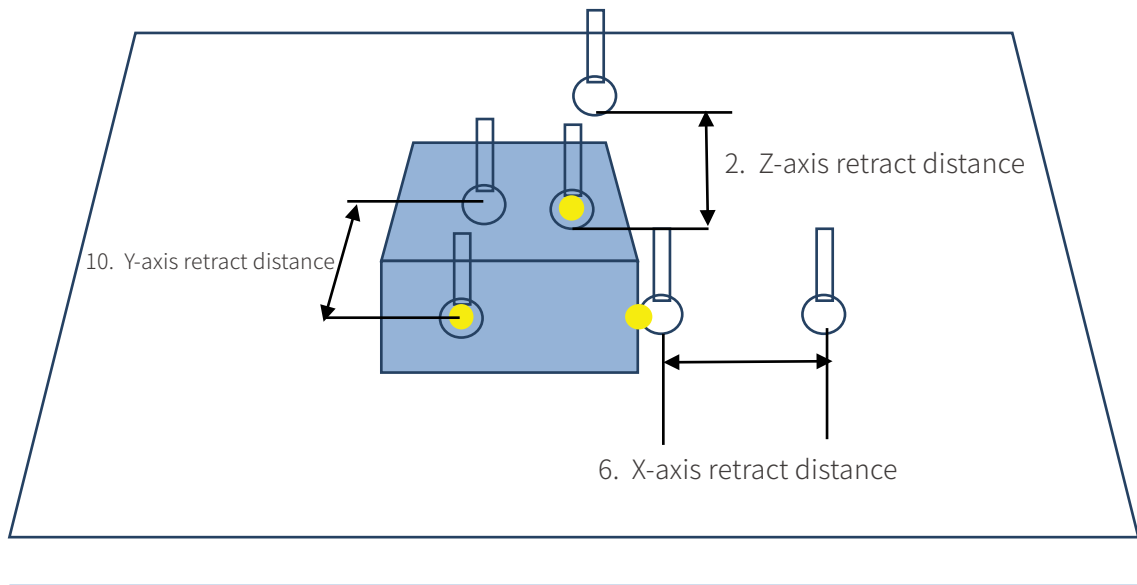 2. Z-axis retract distance
10. Y-axis retract distance
6. X-axis retract distance